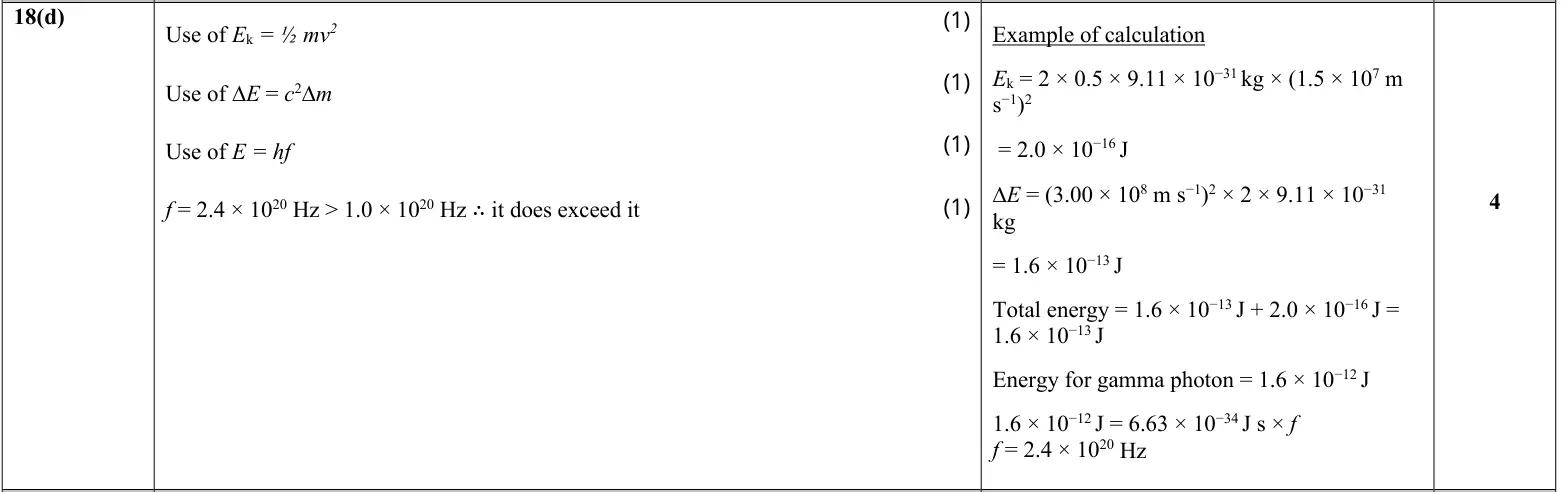 18(d)
Use of Eₖ = ½ mv²
(1)
Use of ΔE = c²Δm
(1)
Use of E = hf
(1)
f = 2.4 × 10²⁰ Hz > 1.0 × 10²⁰ Hz ∴ it does exceed it
(1)
Example of calculation
Eₖ = 2 × 0.5 × 9.11 × 10⁻³¹ kg × (1.5 × 10⁷ m
s⁻¹)²
= 2.0 × 10⁻¹⁶ J
ΔE = (3.00 × 10⁸ m s⁻¹)² × 2 × 9.11 × 10⁻³¹
kg
= 1.6 × 10⁻¹³ J
Total energy = 1.6 × 10⁻¹³ J + 2.0 × 10⁻¹⁶ J =
1.6 × 10⁻¹³ J
Energy for gamma photon = 1.6 × 10⁻¹² J
1.6 × 10⁻¹² J = 6.63 × 10⁻³⁴ J s × f
f = 2.4 × 10²⁰ Hz
4